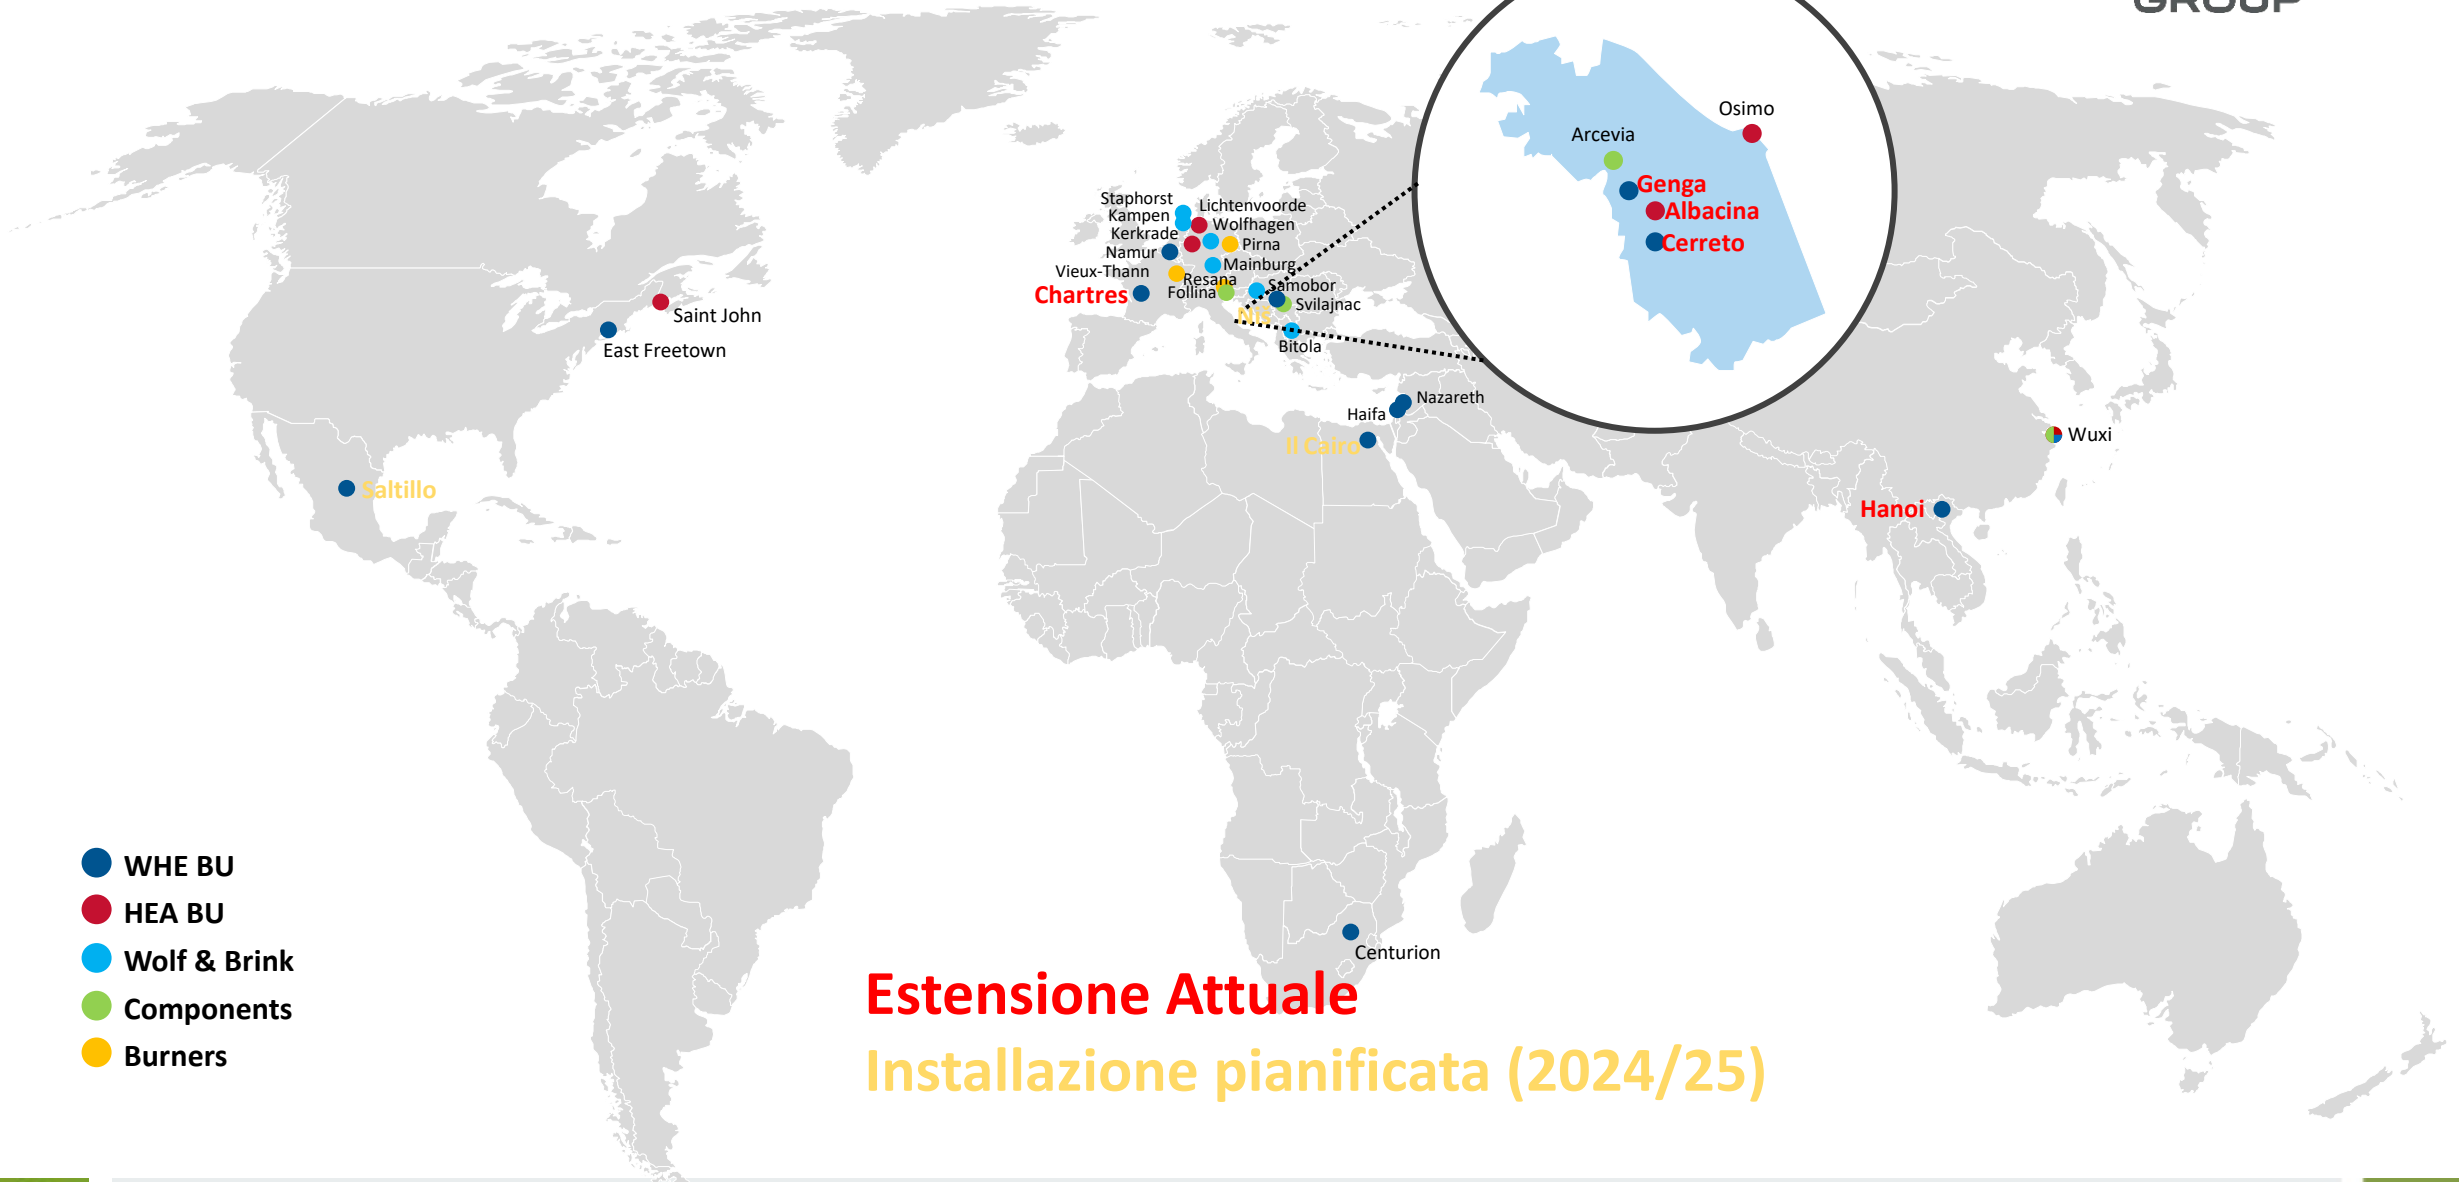 GROUP
Osimo
Arcevia
Genga
Albacina
Cerreto
Staphorst
Lichtenvoorde
Kampen
Wolfhagen
Kerkrade
Pirna
Namur
Mainburg
Vieux-Thann
Resana
Samobor
Chartres
Follina
Svilajnac
Nis
Bitola
Saint John
East Freetown
Nazareth
Haifa
Il Cairo
Wuxi
Saltillo
Hanoi
WHE BU
HEA BU
Wolf & Brink
Components
Burners
Centurion
Estensione Attuale
Installazione pianificata (2024/25)